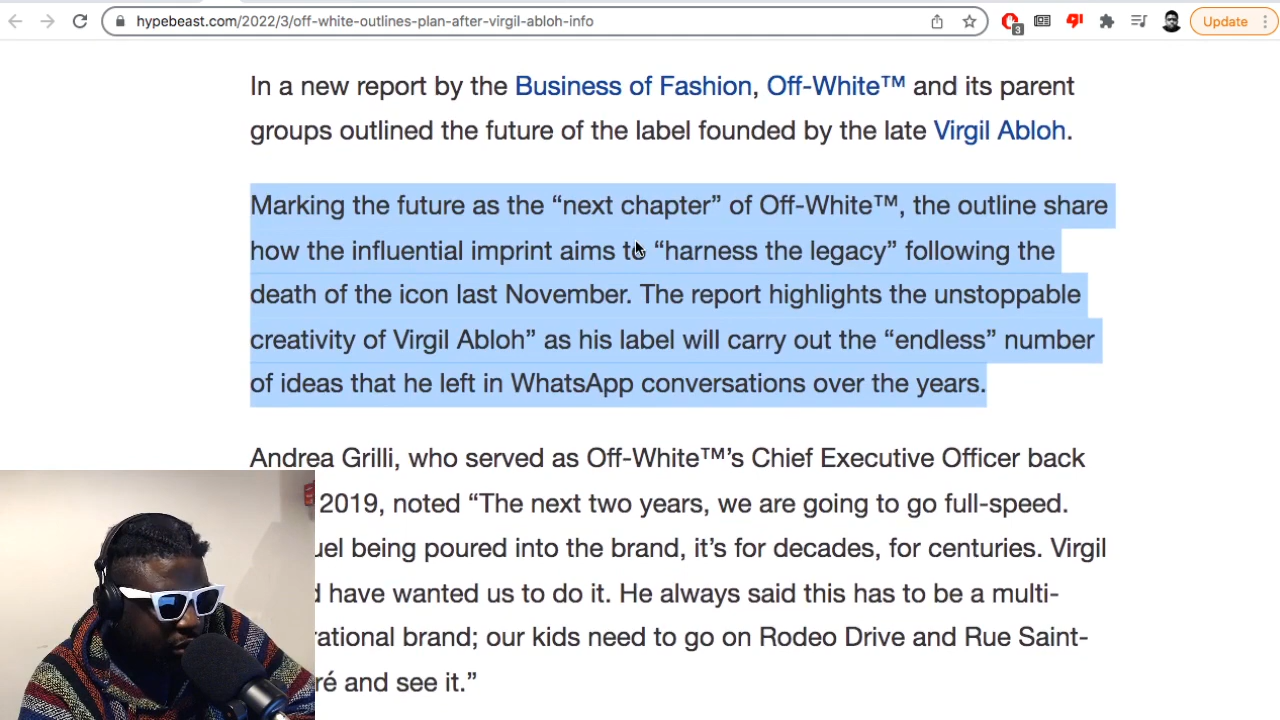 hypebeast.com/2022/3/off-white-outlines-plan-after-virgil-abloh-info
3
Update
In a new report by the Business of Fashion, Off-White™ and its parent
groups outlined the future of the label founded by the late Virgil Abloh.
Marking the future as the “next chapter” of Off-White™, the outline share
how the influential imprint aims to “harness the legacy” following the
death of the icon last November. The report highlights the unstoppable
creativity of Virgil Abloh” as his label will carry out the “endless” number
of ideas that he left in WhatsApp conversations over the years.
Andrea Grilli, who served as Off-White™’s Chief Executive Officer back
2019, noted “The next two years, we are going to go full-speed.
being poured into the brand, it’s for decades, for centuries. Virgil
have wanted us to do it. He always said this has to be a multi-
rational brand; our kids need to go on Rodeo Drive and Rue Saint-
ré and see it.”